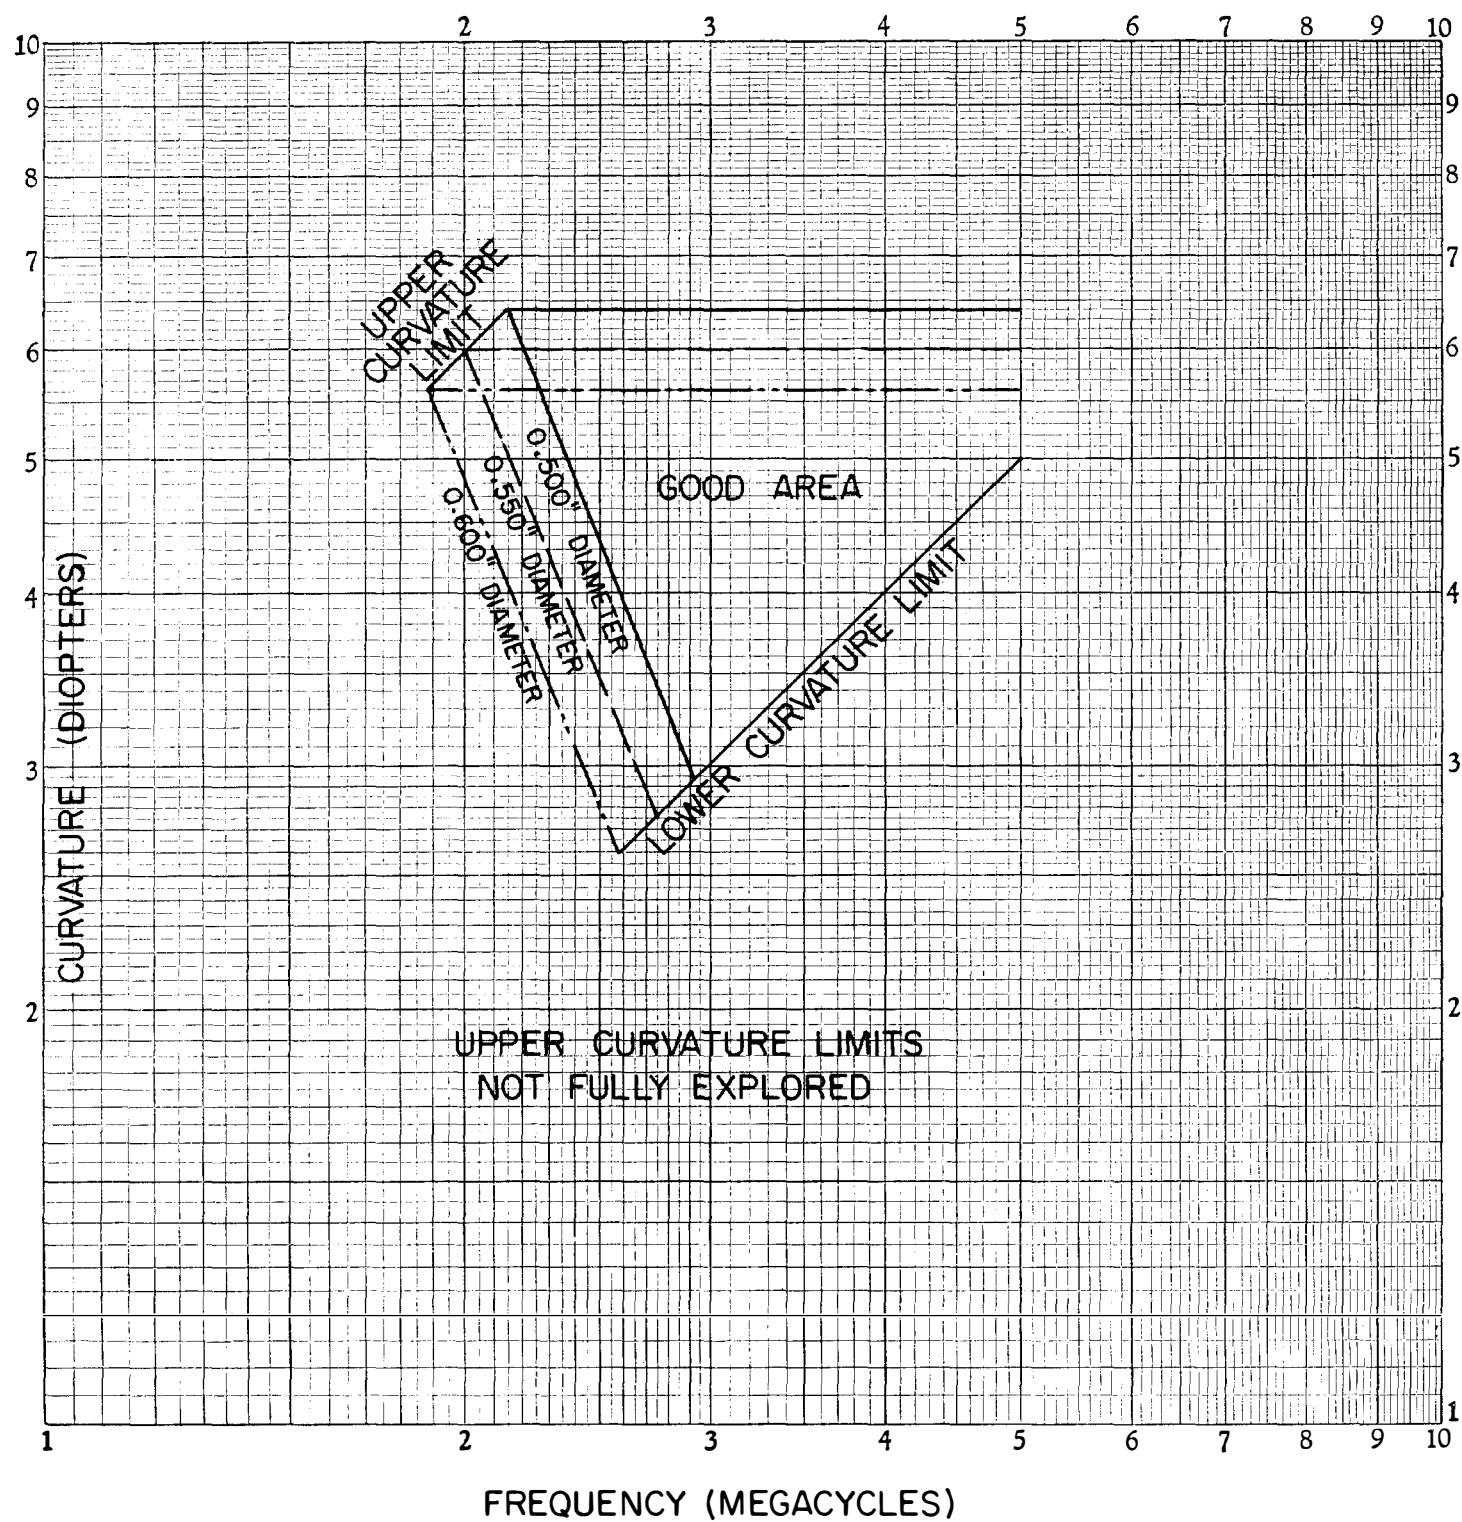 2 3 4 5 6 7 8 9 10
10
9
8
7
6
5
4
3
2
9
8
7
6
5
4
3
2
1
UPPER
CURVATURE
LIMIT
0.500" DIAMETER
0.550" DIAMETER
0.600" DIAMETER
GOOD AREA
LOWER CURVATURE LIMIT
CURVATURE (DIOPTERS)
UPPER CURVATURE LIMITS
NOT FULLY EXPLORED
1 2 3 4 5 6 7 8 9 10
FREQUENCY (MEGACYCLES)